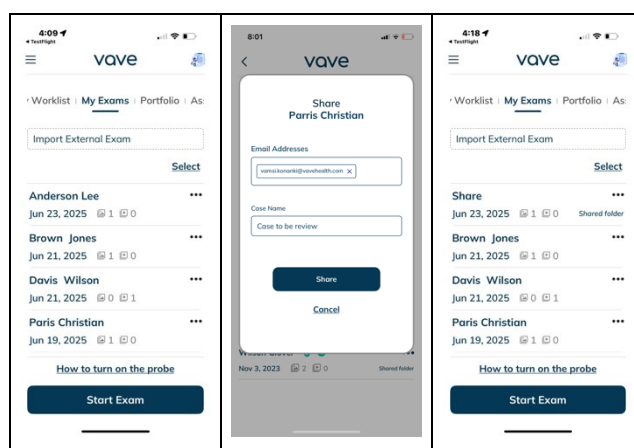 4:09
TestFlight
vave
Worklist My Exams Portfolio As
Import External Exam
Select
Anderson Lee
Jun 23, 2025 1 0
Brown Jones
Jun 21, 2025 1 0
Davis Wilson
Jun 21, 2025 0 1
Paris Christian
Jun 19, 2025 1 0
How to turn on the probe
Start Exam
8:01
vave
Share
Parris Christian
Email Addresses
vamsi.konanki@vavehealth.com X
Case Name
Case to be review
Share
Cancel
Nov 3, 2023 2 0 Shared folder
4:18
TestFlight
vave
Worklist My Exams Portfolio As
Import External Exam
Select
Share
Jun 23, 2025 1 0 Shared folder
Brown Jones
Jun 21, 2025 1 0
Davis Wilson
Jun 21, 2025 0 1
Paris Christian
Jun 19, 2025 1 0
How to turn on the probe
Start Exam